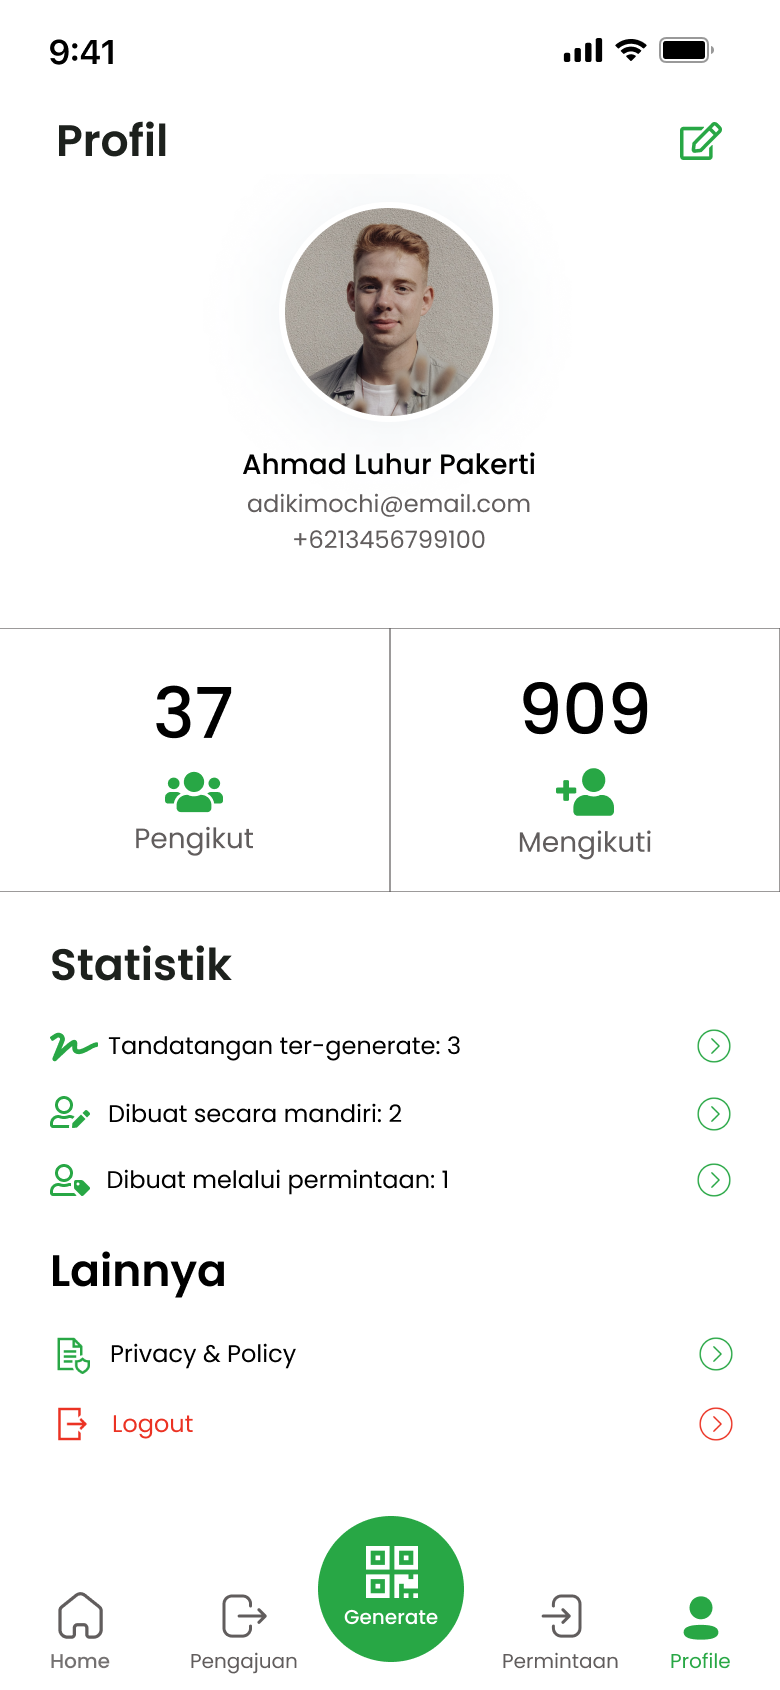 9:41
Profil
Ahmad Luhur Pakerti
adikimochi@email.com
+6213456799100
37
Pengikut
909
Mengikuti
Statistik
Tandatangan ter-generate: 3
Dibuat secara mandiri: 2
Dibuat melalui permintaan: 1
Lainnya
Privacy & Policy
Logout
Home
Pengajuan
Generate
Permintaan
Profile